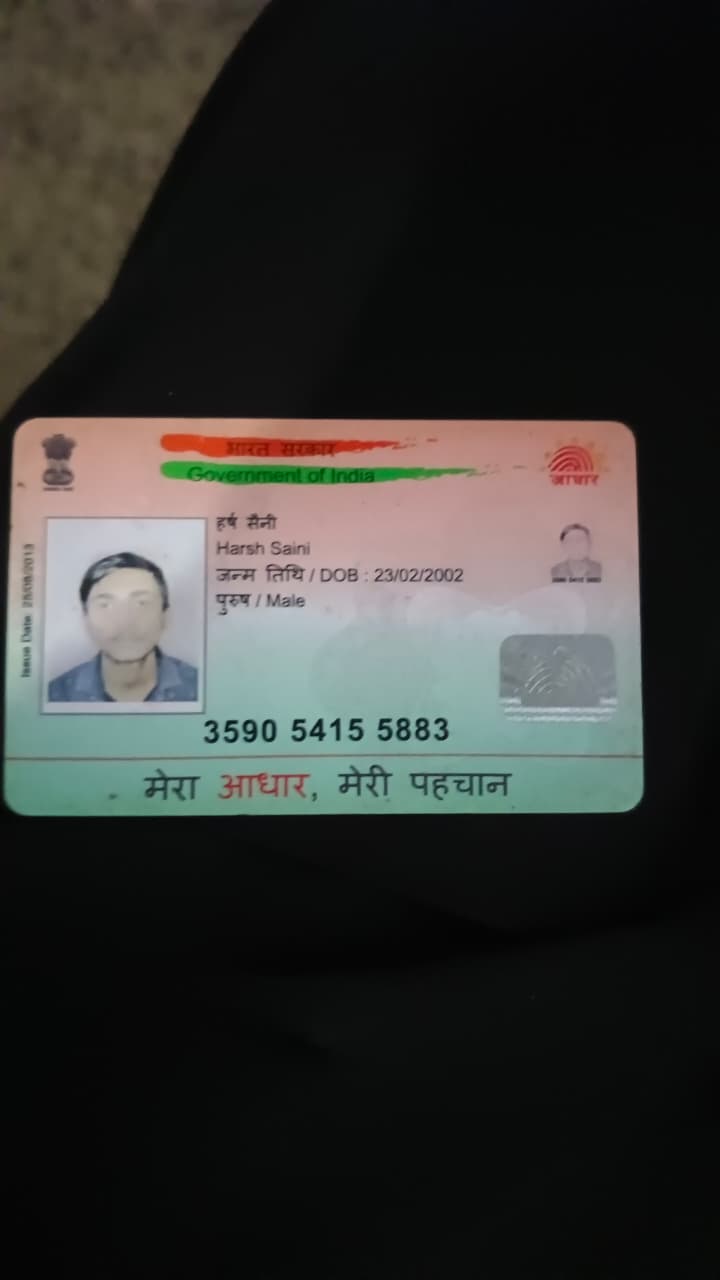 भारत सरकार
Government of India
आधार
हर्ष सैनी
Harsh Saini
जन्म तिथि / DOB : 23/02/2002
पुरुष / Male
Issue Date: 28/08/2013
3590 5415 5883
मेरा आधार, मेरी पहचान